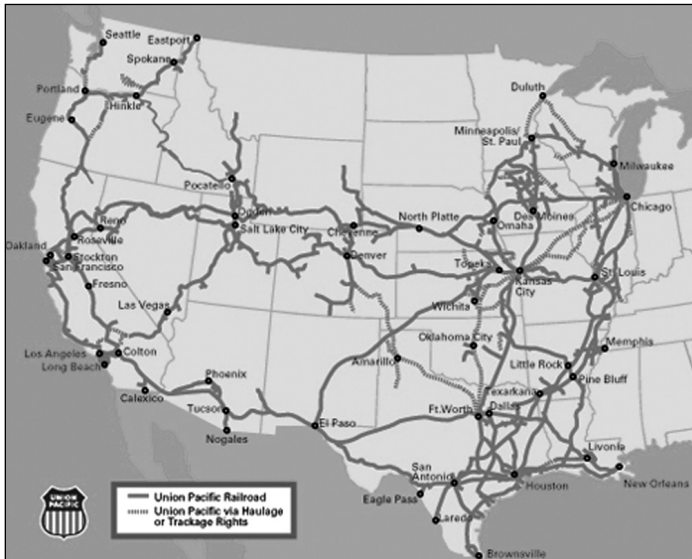 Seattle
Eastport
Spokane
Portland
Hinkle
Eugene
Duluth
Minneapolis/
St. Paul
Milwaukee
Pocatello
Chicago
Ogden
Reno
Roseville
Salt Lake City
Cheyenne
North Platte
Omaha
Des Moines
Oakland
Stockton
San Francisco
Denver
Topeka
Kansas
City
St. Louis
Fresno
Las Vegas
Wichita
Oklahoma City
Memphis
Los Angeles
Long Beach
Colton
Amarillo
Little Rock
Pine Bluff
Phoenix
Calexico
Texarkana
Tucson
Nogales
El Paso
Ft.Worth
Dallas
Livonia
San
Antonio
Houston
New Orleans
Eagle Pass
Laredo
Brownsville
UNION
PACIFIC
Union Pacific Railroad
Union Pacific via Haulage
or Trackage Rights